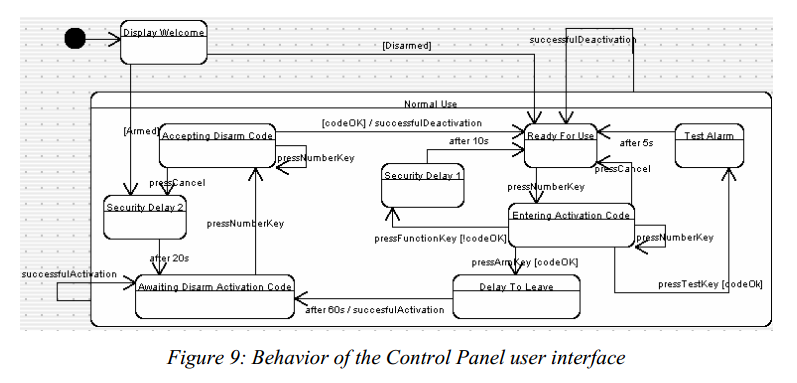 Display Welcome
[Disarmed]
successfulDeactivation
Normal Use
[Armed]
Accepting Disarm Code
[codeOK] / successfulDeactivation
Ready For Use
after 5s
Test Alarm
after 10s
pressNumberKey
pressCancel
Security Delay 1
pressCancel
pressNumberKey
Security Delay 2
pressNumberKey
Entering Activation Code
pressFunctionKey [!codeOK]
pressNumberKey
after 20s
pressArmKey [codeOK]
successfulActivation
Awaiting Disarm Activation Code
Delay To Leave
pressTestKey [codeOk]
after 60s / succesfulActivation
Figure 9: Behavior of the Control Panel user interface